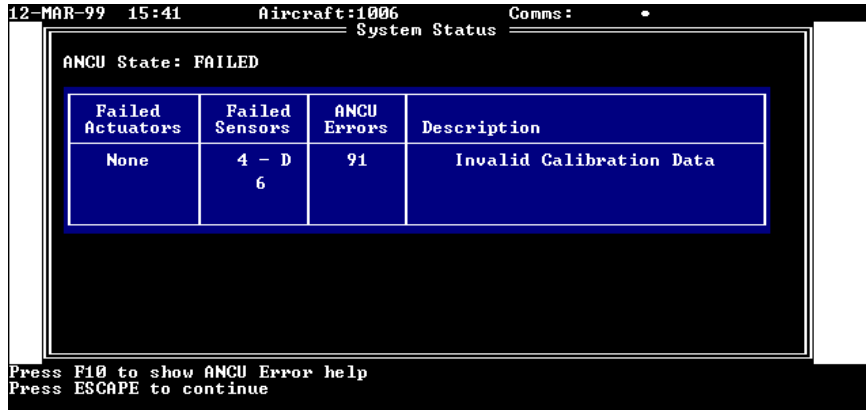 12-MAR-99 15:41 Aircraft:1006 Comms: •
System Status
ANCU State: FAILED
Failed Actuators Failed Sensors ANCU Errors Description
None 4 - D 91 Invalid Calibration Data
6
Press F10 to show ANCU Error help
Press ESCAPE to continue